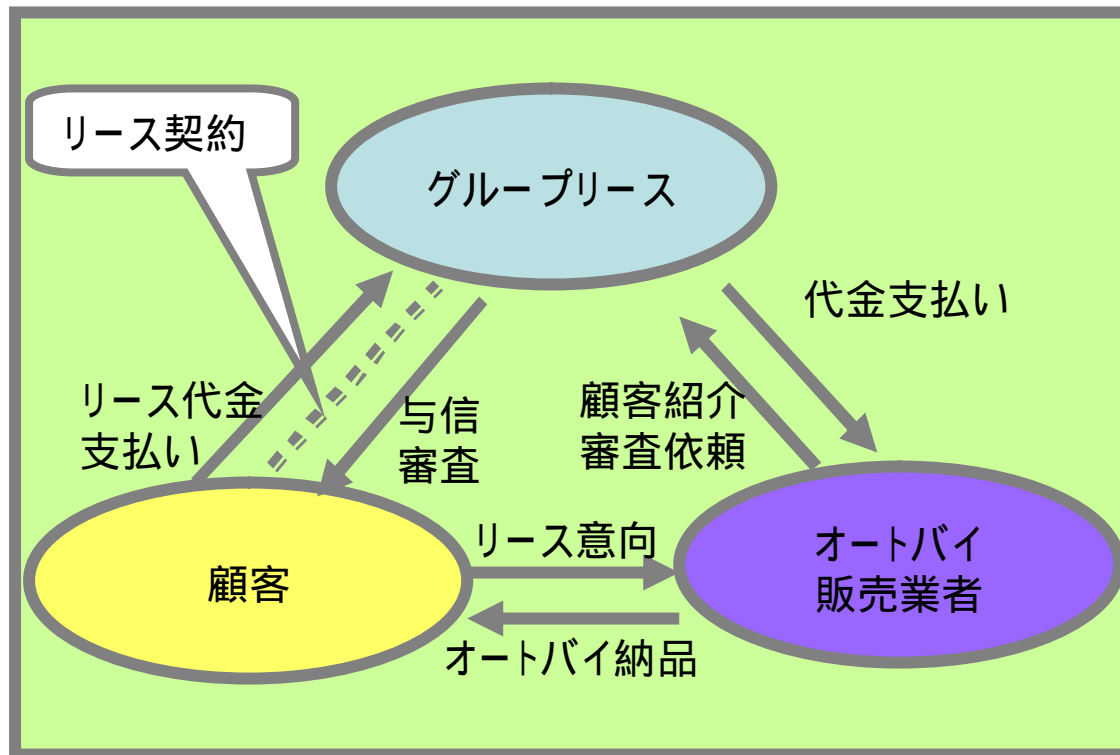 リース契約
グループリース
代金支払い
リース代金
支払い
与信
審査
顧客紹介
審査依頼
リース意向
顧客
オートバイ
販売業者
オートバイ納品